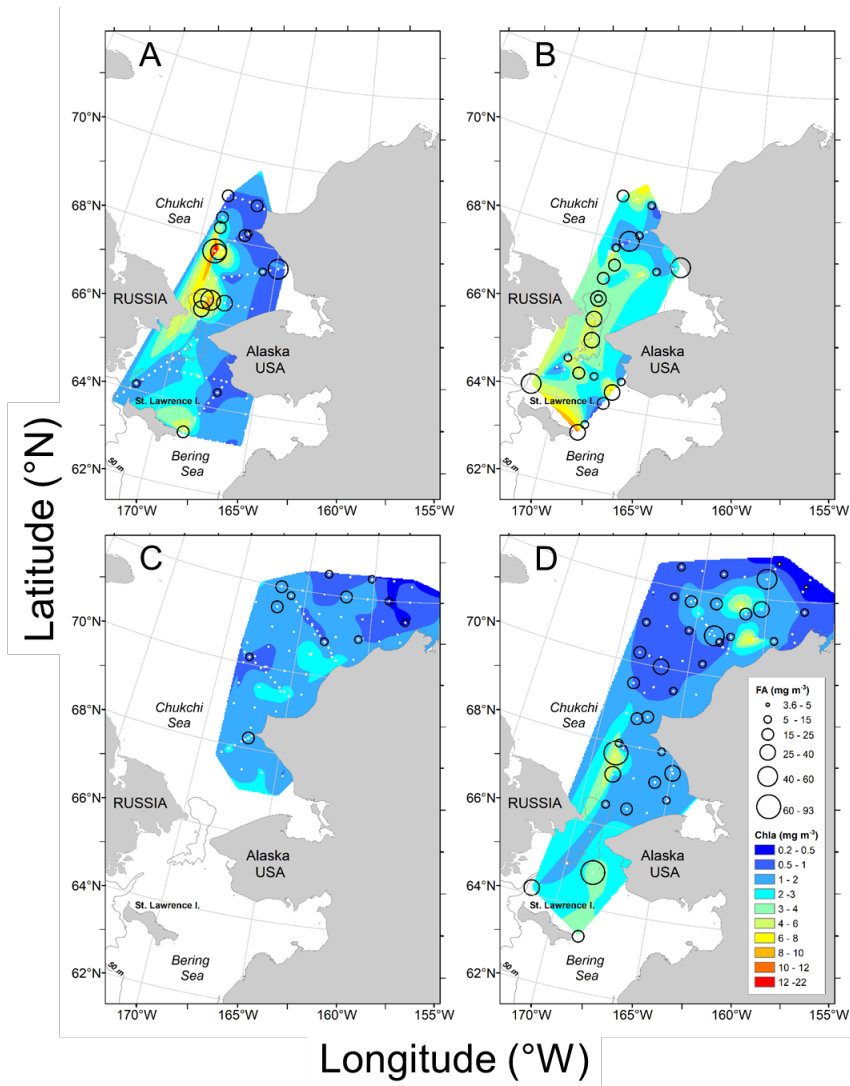 A
B
70°N
70°N
68°N
68°N
Chukchi
Sea
Chukchi
Sea
66°N
66°N
RUSSIA
RUSSIA
Alaska
USA
Alaska
USA
64°N
64°N
St. Lawrence I.
St. Lawrence I.
Bering
Sea
Bering
Sea
62°N
62°N
50 m
50 m
170°W
165°W
160°W
155°W
170°W
165°W
160°W
155°W
C
D
70°N
70°N
68°N
68°N
Chukchi
Sea
Chukchi
Sea
66°N
66°N
RUSSIA
RUSSIA
Alaska
USA
Alaska
USA
64°N
64°N
St. Lawrence I.
St. Lawrence I.
Bering
Sea
Bering
Sea
62°N
62°N
50 m
50 m
170°W
165°W
160°W
155°W
170°W
165°W
160°W
155°W
FA (mg m-3)
3.6 - 5
5 - 15
15 - 25
25 - 40
40 - 60
60 - 93
Chla (mg m-3)
0.2 - 0.5
0.5 - 1
1 - 2
2 -3
3 - 4
4 - 6
6 - 8
8 - 10
10 - 12
12 -22
Latitude (°N)
Longitude (°W)